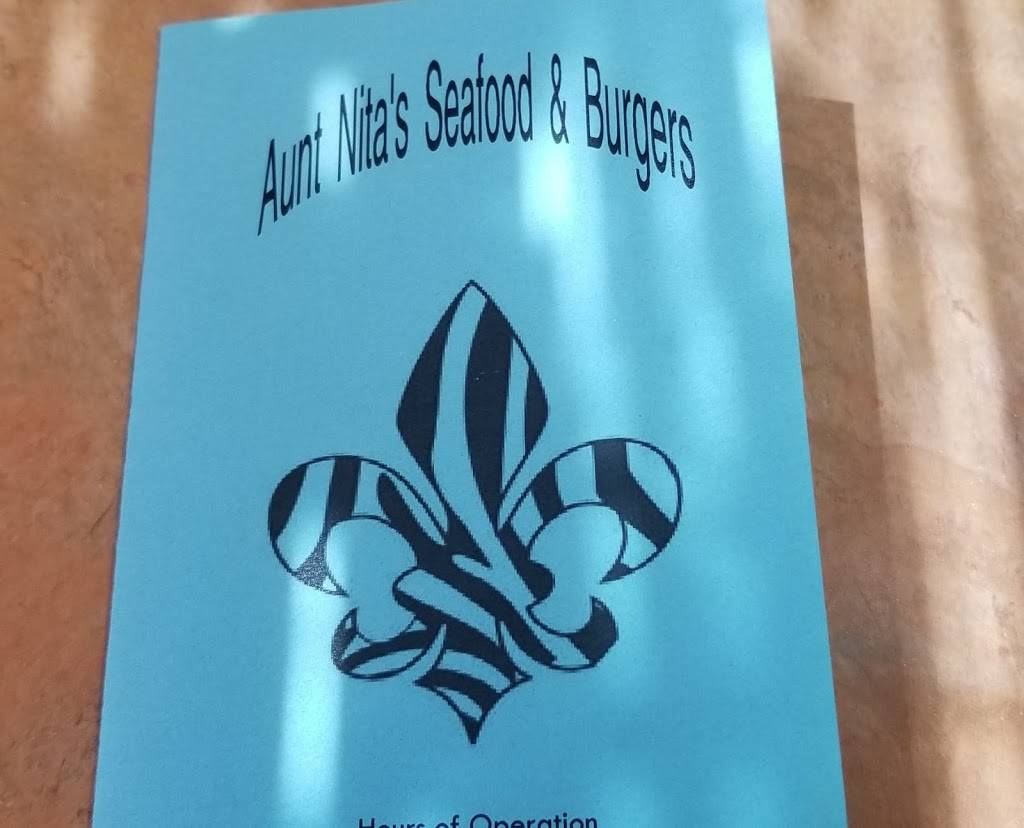 Aunt Nita's Seafood & Burgers
Hours of Operation